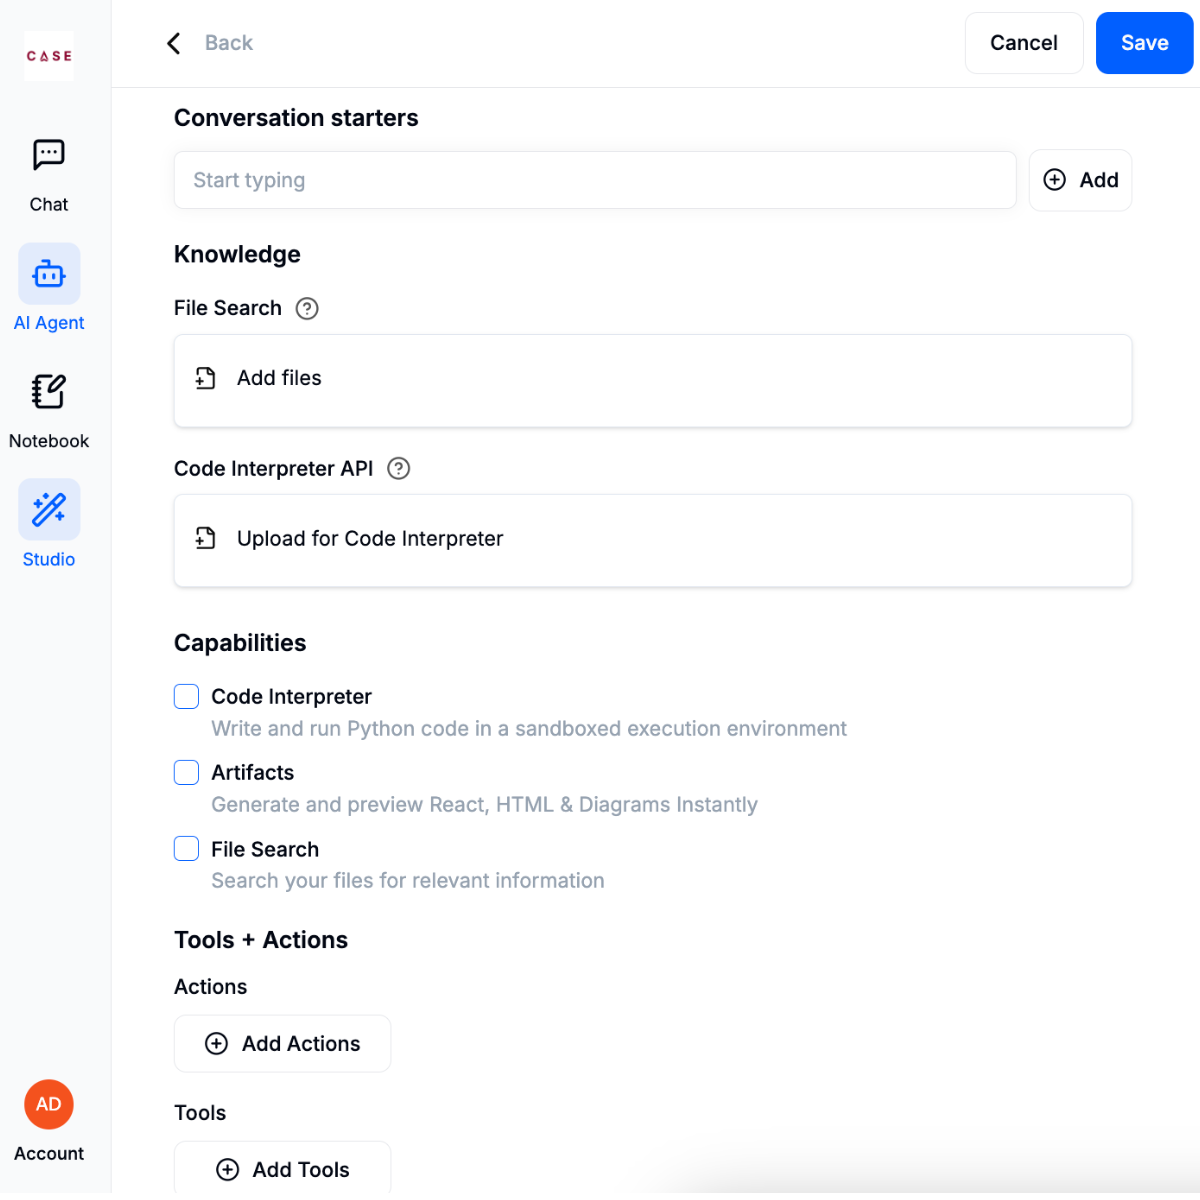 CASE
Back
Cancel
Save
Chat
AI Agent
Notebook
Studio
Conversation starters
Start typing
Add
Knowledge
File Search ?
Add files
Code Interpreter API ?
Upload for Code Interpreter
Capabilities
Code Interpreter
Write and run Python code in a sandboxed execution environment
Artifacts
Generate and preview React, HTML & Diagrams Instantly
File Search
Search your files for relevant information
Tools + Actions
Actions
Add Actions
Tools
Add Tools
AD
Account